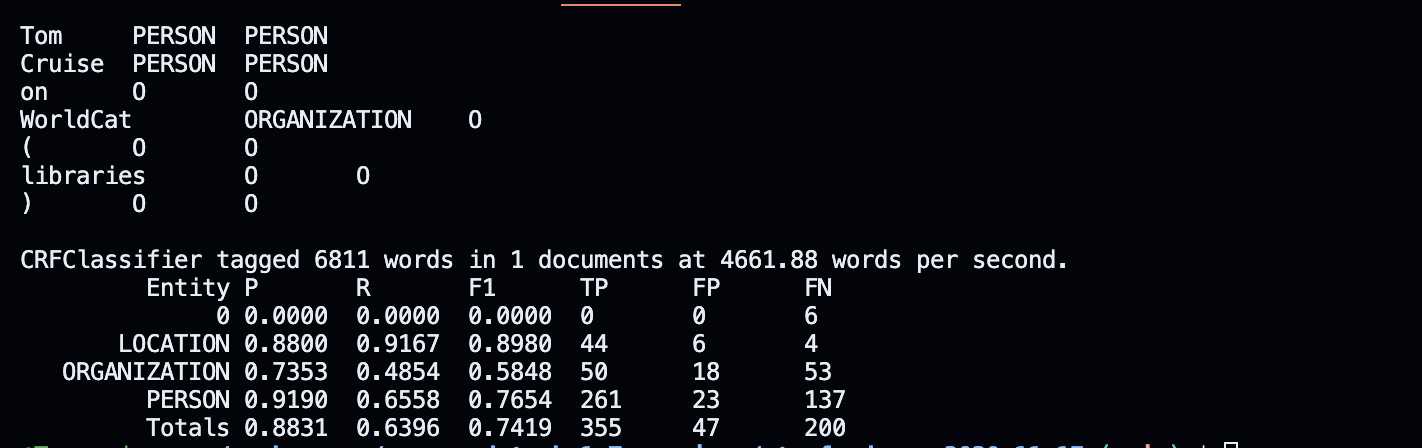 Tom PERSON PERSON
Cruise PERSON PERSON
on O O
WorldCat ORGANIZATION O
( O O
libraries O O
) O O
CRFClassifier tagged 6811 words in 1 documents at 4661.88 words per second.
Entity P R F1 TP FP FN
0 0.0000 0.0000 0.0000 0 0 6
LOCATION 0.8800 0.9167 0.8980 44 6 4
ORGANIZATION 0.7353 0.4854 0.5848 50 18 53
PERSON 0.9190 0.6558 0.7654 261 23 137
Totals 0.8831 0.6396 0.7419 355 47 200